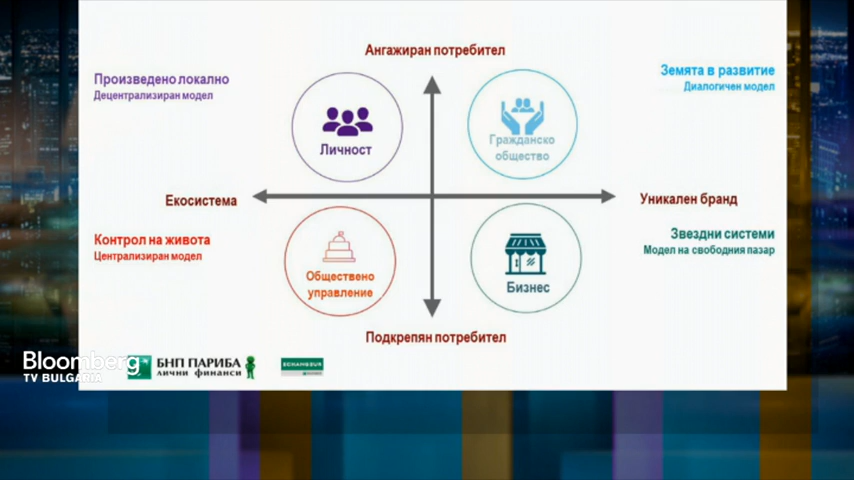 Ангажиран потребител
Произведено локално
Децентрализиран модел
Земята в развитие
Диалогичен модел
Личност
Гражданско
общество
Екосистема
Уникален бранд
Контрол на живота
Централизиран модел
Звездни системи
Модел на свободния пазар
Обществено
управление
Бизнес
Подкрепян потребител
Bloomberg
TV BULGARIA
БНП ПАРИБА
лични финанси